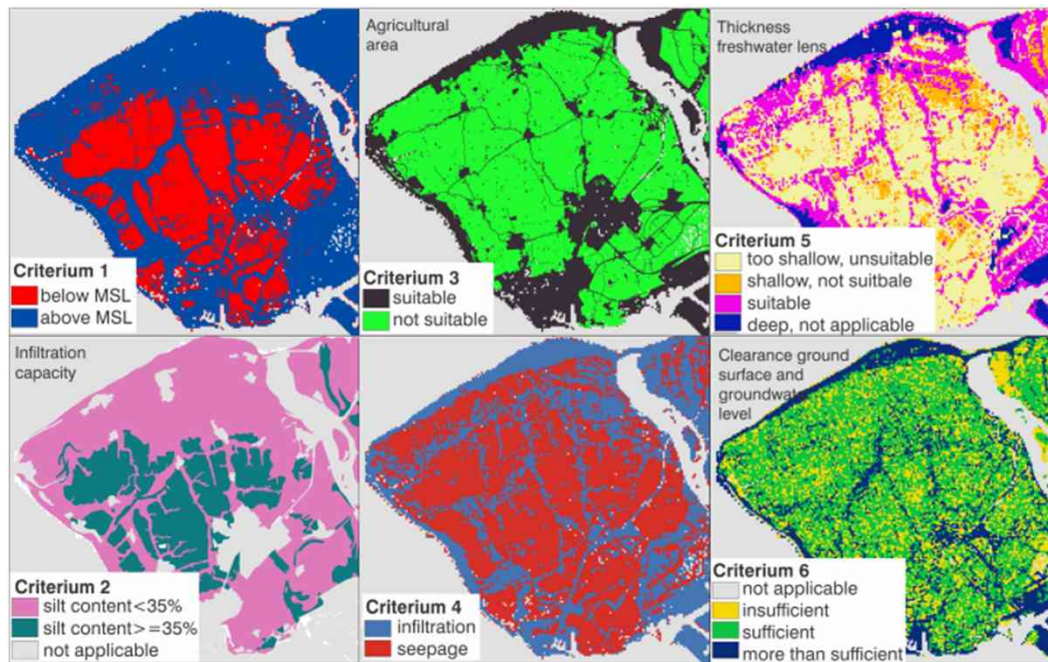 Agricultural
area
Thickness
freshwater lens
Criterium 1
below MSL
above MSL
Criterium 3
suitable
not suitable
Criterium 5
too shallow, unsuitable
shallow, not suitbale
suitable
deep, not applicable
Infiltration
capacity
Clearance ground
surface and
groundwater
level
Criterium 2
silt content<35%
silt content>=35%
not applicable
Criterium 4
infiltration
seepage
Criterium 6
not applicable
insufficient
sufficient
more than sufficient